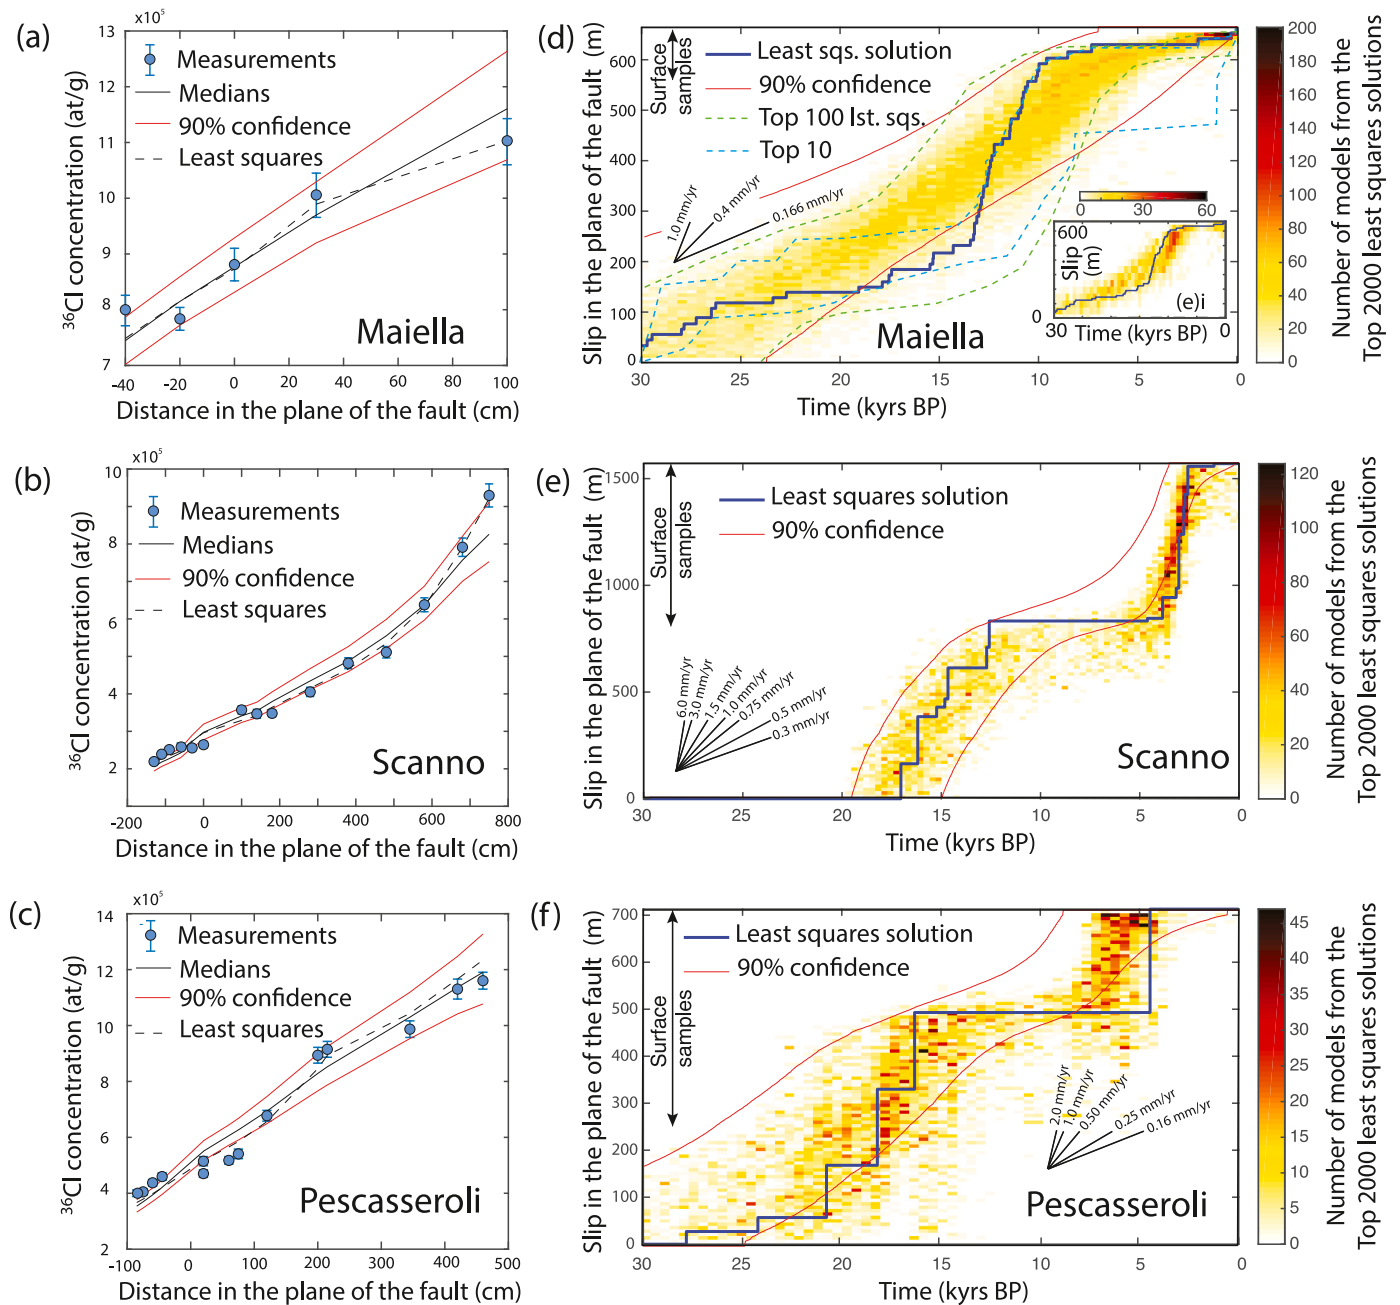 (a)
x10⁵
13
12
11
10
9
8
7
-40
-20
0
20
40
60
80
100
Measurements
Medians
90% confidence
Least squares
Maiella
³⁶Cl concentration (at/g)
Distance in the plane of the fault (cm)
(d)
600
500
400
300
200
100
0
30
25
20
15
10
5
0
Surface
samples
Least sqs. solution
90% confidence
Top 100 lst. sqs.
Top 10
1.0 mm/yr
0.4 mm/yr
0.166 mm/yr
Maiella
Slip in the plane of the fault (m)
Time (kyrs BP)
0
30
60
600
Slip
(m)
0
(e)i
30
0
Time (kyrs BP)
200
180
160
140
120
100
80
60
40
20
0
Number of models from the
Top 2000 least squares solutions
(b)
x10⁵
10
8
6
4
2
-200
0
200
400
600
800
Measurements
Medians
90% confidence
Least squares
Scanno
³⁶Cl concentration (at/g)
Distance in the plane of the fault (cm)
(e)
1500
1000
500
0
30
25
20
15
10
5
0
Surface
samples
Least squares solution
90% confidence
6.0 mm/yr
3.0 mm/yr
1.5 mm/yr
1.0 mm/yr
0.75 mm/yr
0.5 mm/yr
0.3 mm/yr
Scanno
Slip in the plane of the fault (m)
Time (kyrs BP)
120
100
80
60
40
20
0
Number of models from the
Top 2000 least squares solutions
(c)
x10⁵
14
12
10
8
6
4
2
-100
0
100
200
300
400
500
Measurements
Medians
90% confidence
Least squares
Pescasseroli
³⁶Cl concentration (at/g)
Distance in the plane of the fault (cm)
(f)
700
600
500
400
300
200
100
0
30
25
20
15
10
5
0
Surface
samples
Least squares solution
90% confidence
2.0 mm/yr
1.0 mm/yr
0.50 mm/yr
0.25 mm/yr
0.16 mm/yr
Pescasseroli
Slip in the plane of the fault (m)
Time (kyrs BP)
45
40
35
30
25
20
15
10
5
0
Number of models from the
Top 2000 least squares solutions